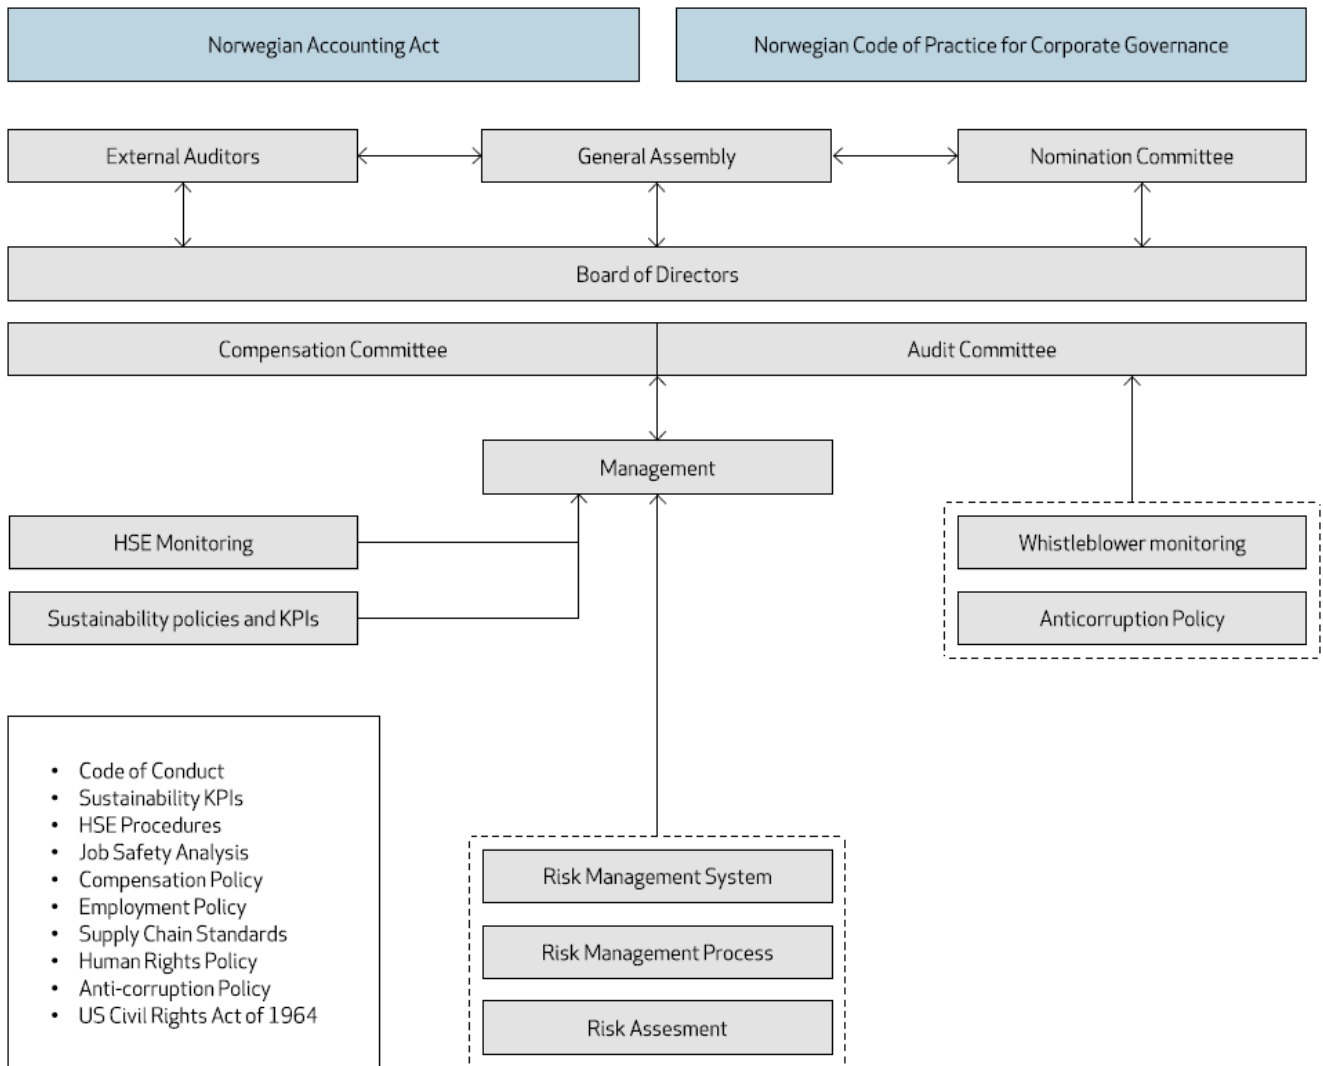 Norwegian Accounting Act
Norwegian Code of Practice for Corporate Governance
External Auditors
General Assembly
Nomination Committee
Board of Directors
Compensation Committee
Audit Committee
Management
HSE Monitoring
Whistleblower monitoring
Sustainability policies and KPIs
Anticorruption Policy
• Code of Conduct
• Sustainability KPIs
• HSE Procedures
• Job Safety Analysis
• Compensation Policy
• Employment Policy
• Supply Chain Standards
• Human Rights Policy
• Anti-corruption Policy
• US Civil Rights Act of 1964
Risk Management System
Risk Management Process
Risk Assesment